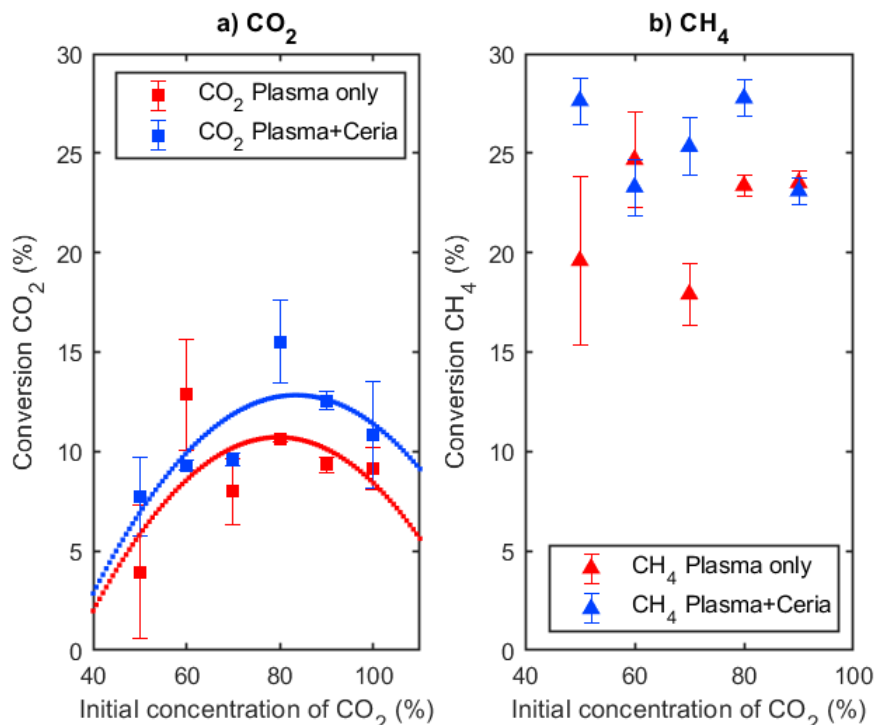 a) CO2
30
25
20
15
10
5
0
40
60
80
100
Conversion CO2 (%)
Initial concentration of CO2 (%)
CO2 Plasma only
CO2 Plasma+Ceria
b) CH4
30
25
20
15
10
5
0
40
60
80
100
Conversion CH4 (%)
Initial concentration of CO2 (%)
CH4 Plasma only
CH4 Plasma+Ceria